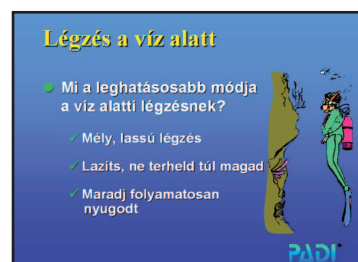 Légzés a víz alatt
Mi a leghatásosabb módja
a víz alatti légzésnek?
Mély, lassú légzés
Lazíts, ne terheld túl magad
Maradj folyamatosan
nyugodt
PADI